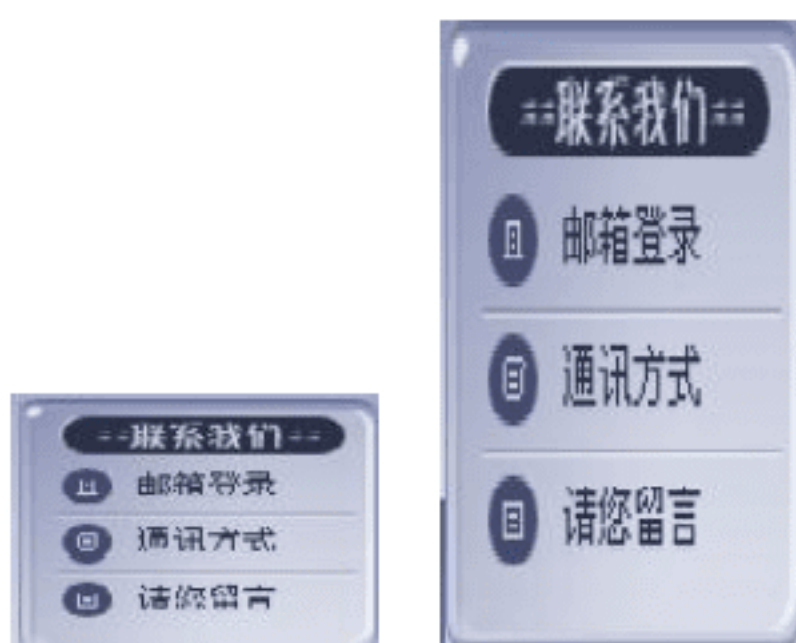 ==联系我们==
邮箱登录
通讯方式
请您留言
==联系我们==
邮箱登录
通讯方式
请您留言